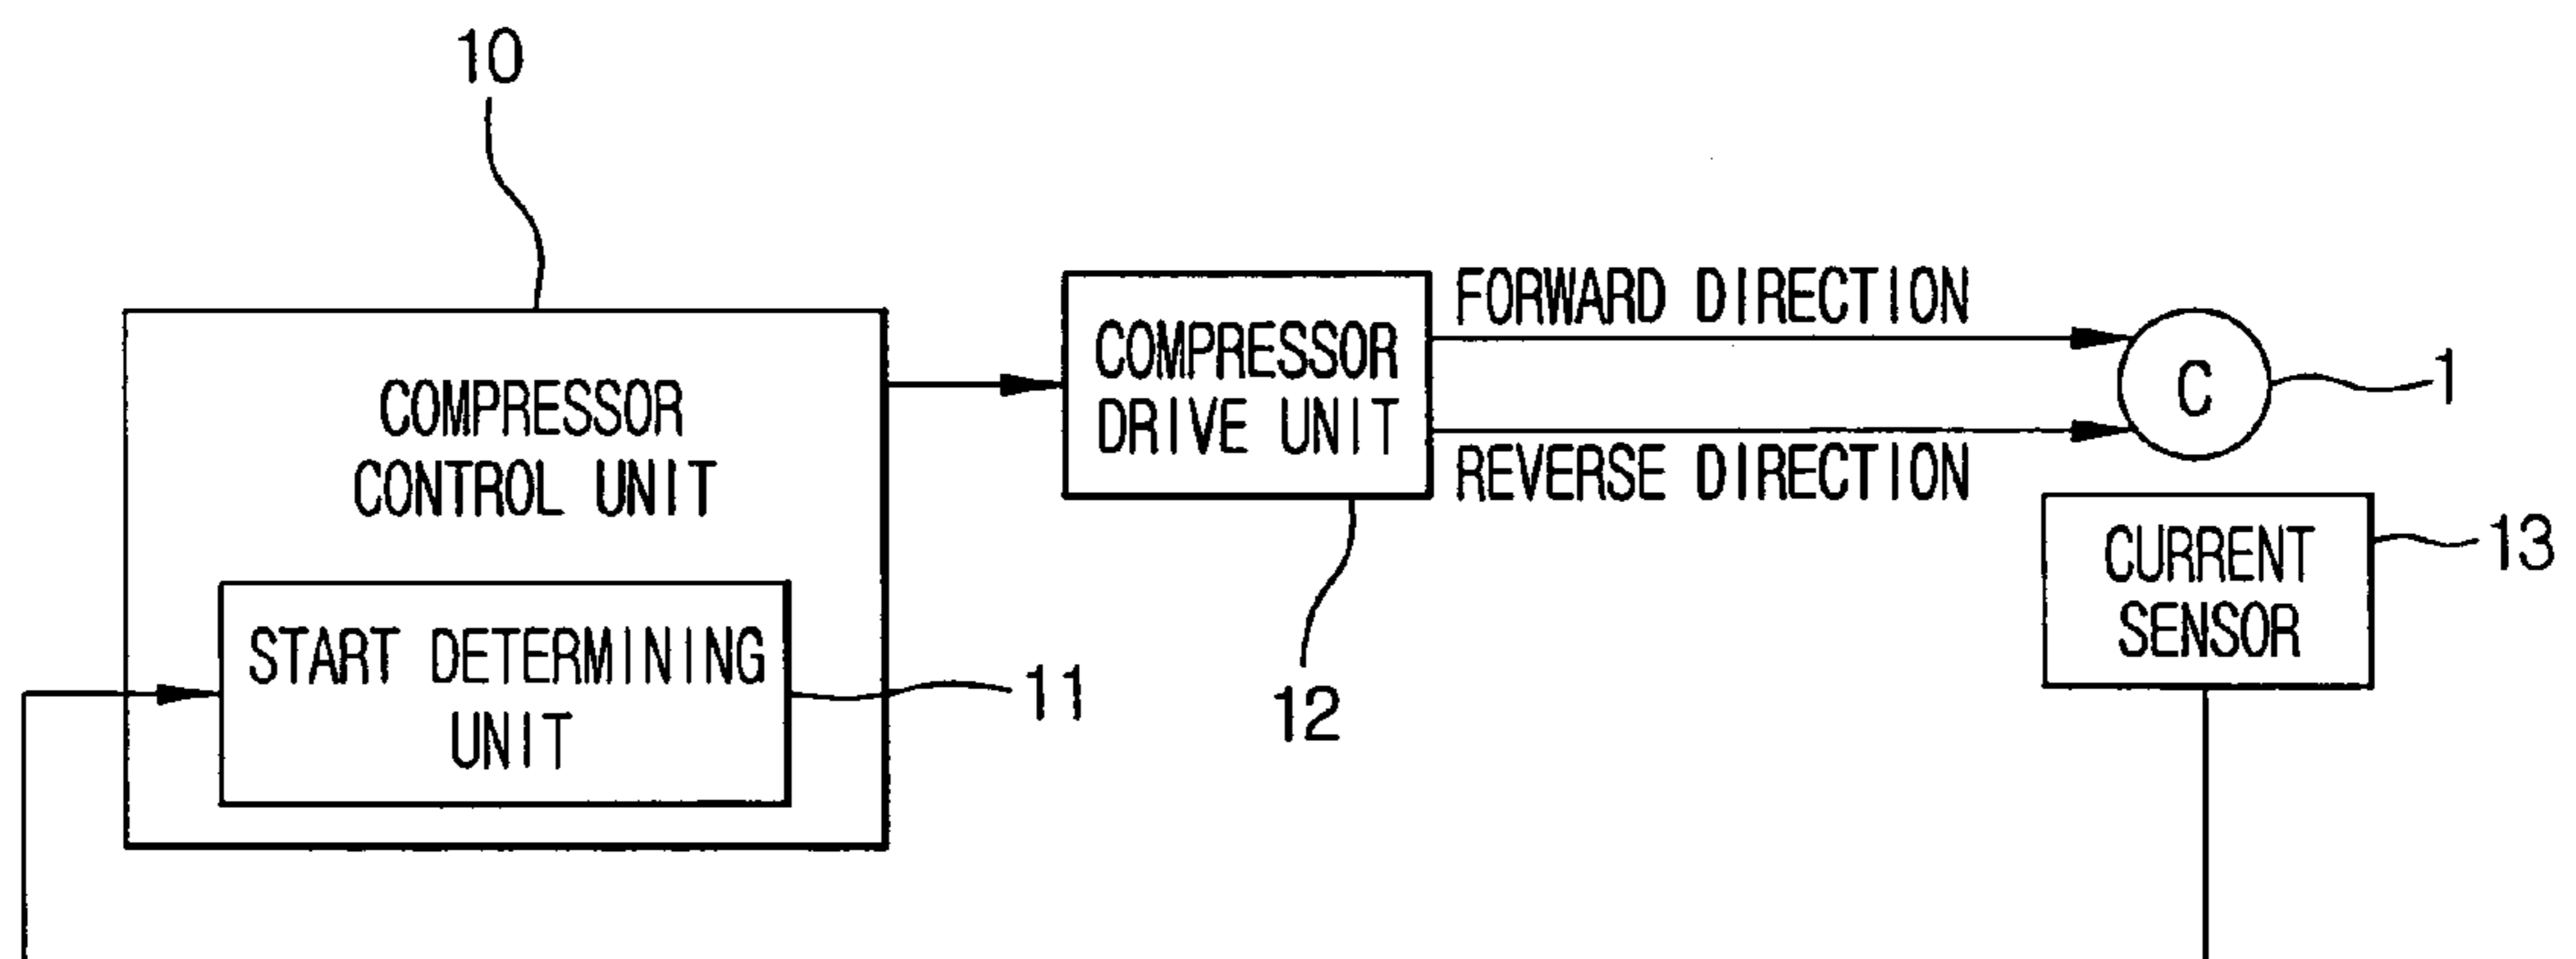 10
COMPRESSOR
CONTROL UNIT
START DETERMINING
UNIT
11
COMPRESSOR
DRIVE UNIT
12
FORWARD DIRECTION
REVERSE DIRECTION
C
1
CURRENT
SENSOR
13